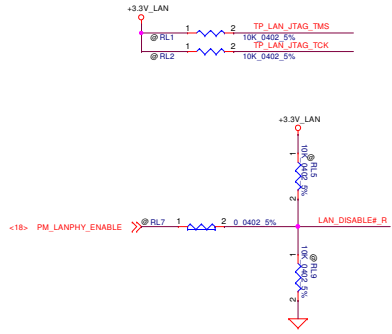 +3.3V_LAN
1 2 TP_LAN_JTAG_TMS
@ RL1 10K_0402_5%
1 2 TP_LAN_JTAG_TCK
@ RL2 10K_0402_5%
+3.3V_LAN
1
@ RL5
10K_0402_5%
2
<18> PM_LANPHY_ENABLE @ RL7 1 2 0_0402_5% LAN_DISABLE#_R
1
@ RL9
10K_0402_5%
2